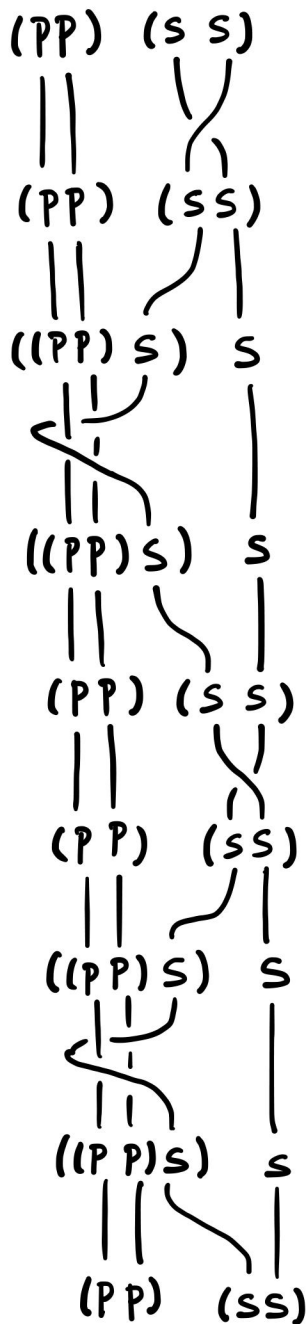 (PP) (S S)
(PP) (SS)
((PP) S) S
((PP) S) S
(PP) (S S)
(P P) (SS)
((P P) S) S
((P P) S) S
(P P) (SS)